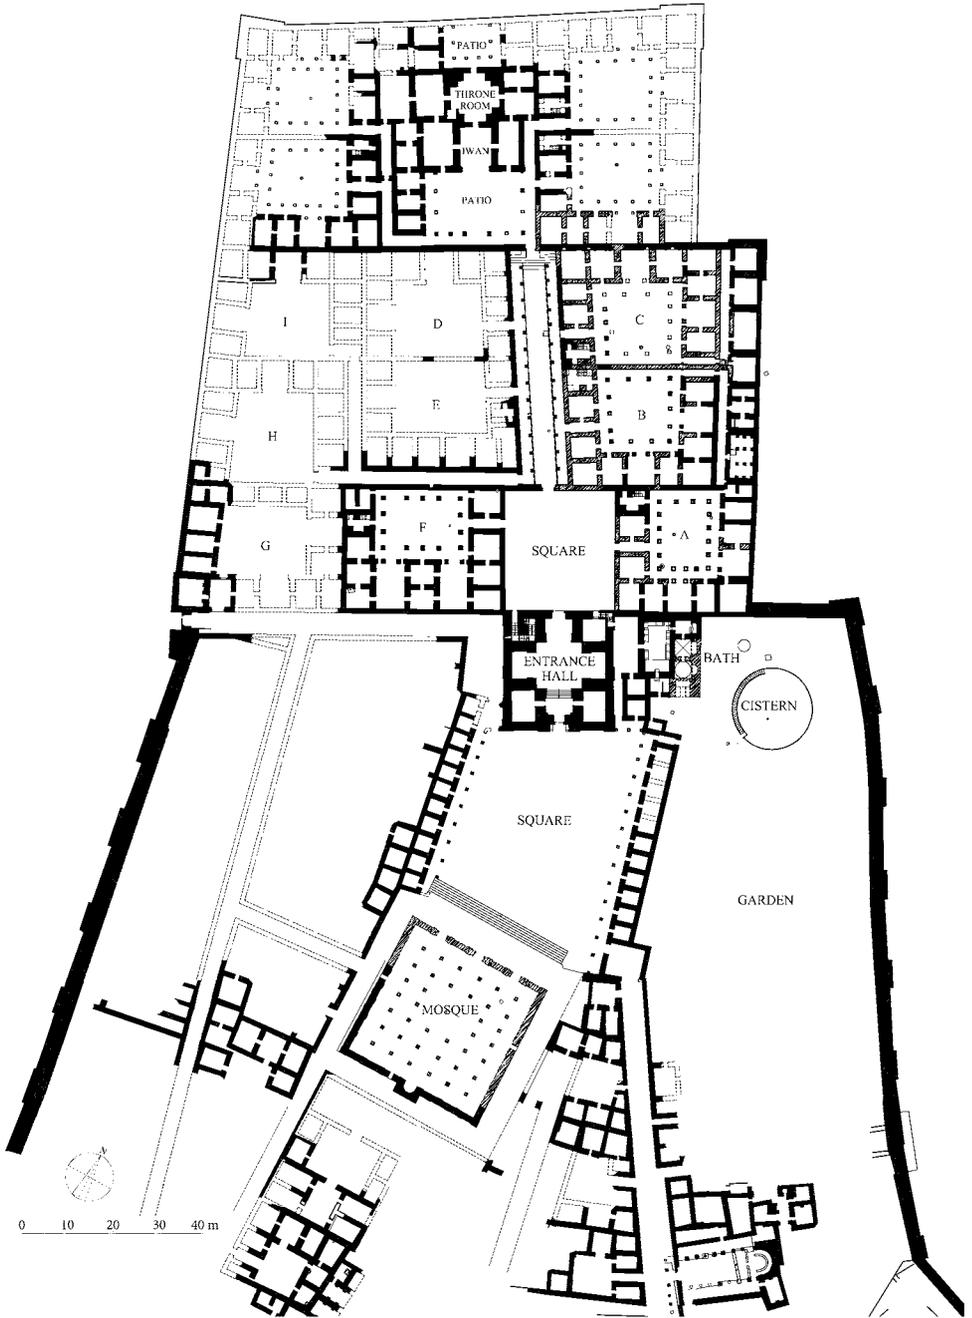 PATIO
THRONE
ROOM
IWAN
PATIO
I
D
C
E
B
H
F
SQUARE
A
G
ENTRANCE
HALL
BATH
CISTERN
SQUARE
GARDEN
MOSQUE
N
0 10 20 30 40 m